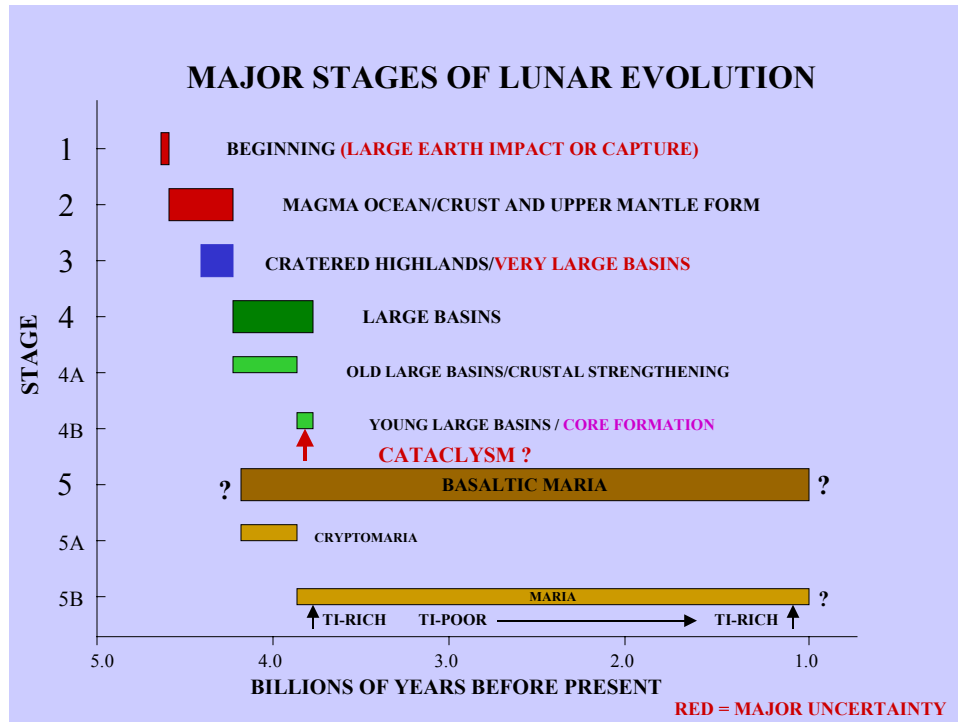 MAJOR STAGES OF LUNAR EVOLUTION
STAGE
1 BEGINNING (LARGE EARTH IMPACT OR CAPTURE)
2 MAGMA OCEAN/CRUST AND UPPER MANTLE FORM
3 CRATERED HIGHLANDS/VERY LARGE BASINS
4 LARGE BASINS
4A OLD LARGE BASINS/CRUSTAL STRENGTHENING
4B YOUNG LARGE BASINS / CORE FORMATION
CATACLYSM ?
5 ? BASALTIC MARIA ?
5A CRYPTOMARIA
5B MARIA ?
TI-RICH TI-POOR TI-RICH
5.0 4.0 3.0 2.0 1.0
BILLIONS OF YEARS BEFORE PRESENT
RED = MAJOR UNCERTAINTY